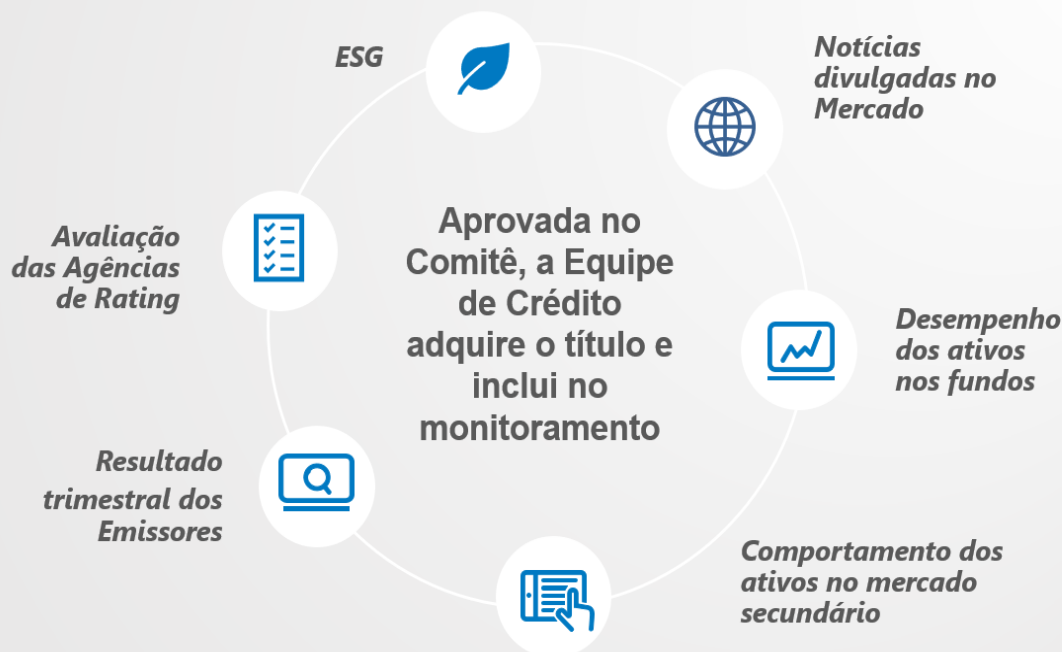 ESG
Notícias
divulgadas no
Mercado
Desempenho
dos ativos
nos fundos
Comportamento dos
ativos no mercado
secundário
Resultado
trimestral dos
Emissores
Avaliação
das Agências
de Rating
Aprovada no
Comitê, a Equipe
de Crédito
adquire o título e
inclui no
monitoramento